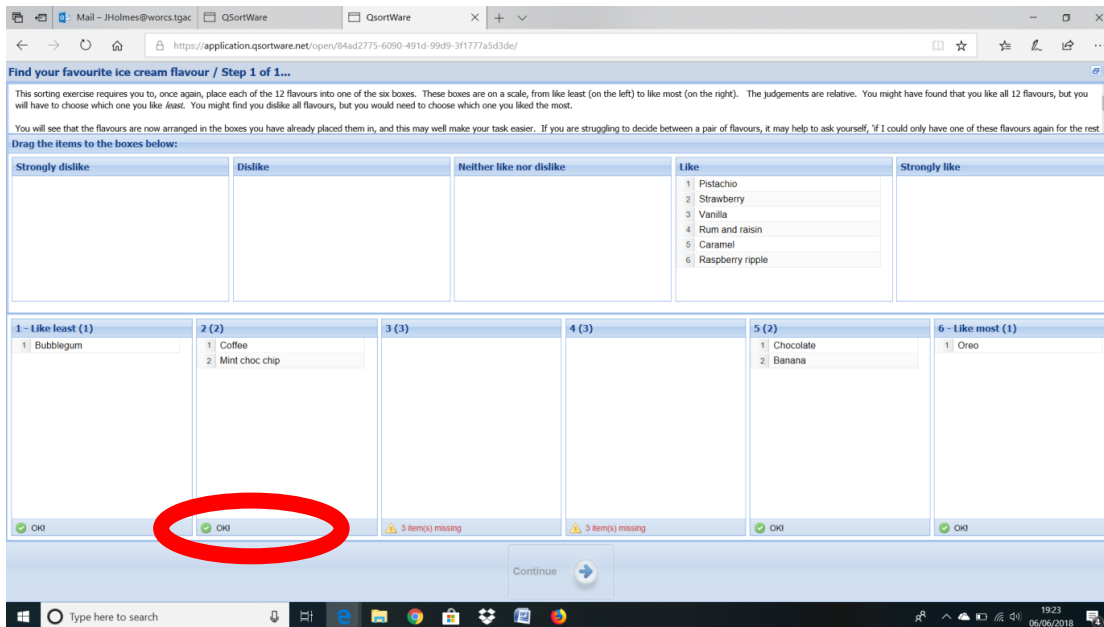 Mail – JHolmes@worcs.tgac
QSortWare
QsortWare
https://application.qsortware.net/open/84ad2775-6090-491d-99d9-3f1777a5d3de/
Find your favourite ice cream flavour / Step 1 of 1...
This sorting exercise requires you to, once again, place each of the 12 flavours into one of the six boxes. These boxes are on a scale, from like least (on the left) to like most (on the right). The judgements are relative. You might have found that you like all 12 flavours, but you
will have to choose which one you like least. You might find you dislike all flavours, but you would need to choose which one you liked the most.
You will see that the flavours are now arranged in the boxes you have already placed them in, and this may well make your task easier. If you are struggling to decide between a pair of flavours, it may help to ask yourself, 'if I could only have one of these flavours again for the rest
Drag the items to the boxes below:
Strongly dislike
Dislike
Neither like nor dislike
Like
1 Pistachio
2 Strawberry
3 Vanilla
4 Rum and raisin
5 Caramel
6 Raspberry ripple
Strongly like
1 - Like least (1)
1 Bubblegum
OK!
2 (2)
1 Coffee
2 Mint choc chip
OK!
3 (3)
3 item(s) missing
4 (3)
3 item(s) missing
5 (2)
1 Chocolate
2 Banana
OK!
6 - Like most (1)
1 Oreo
OK!
Continue
Type here to search
19:23
06/06/2018
4